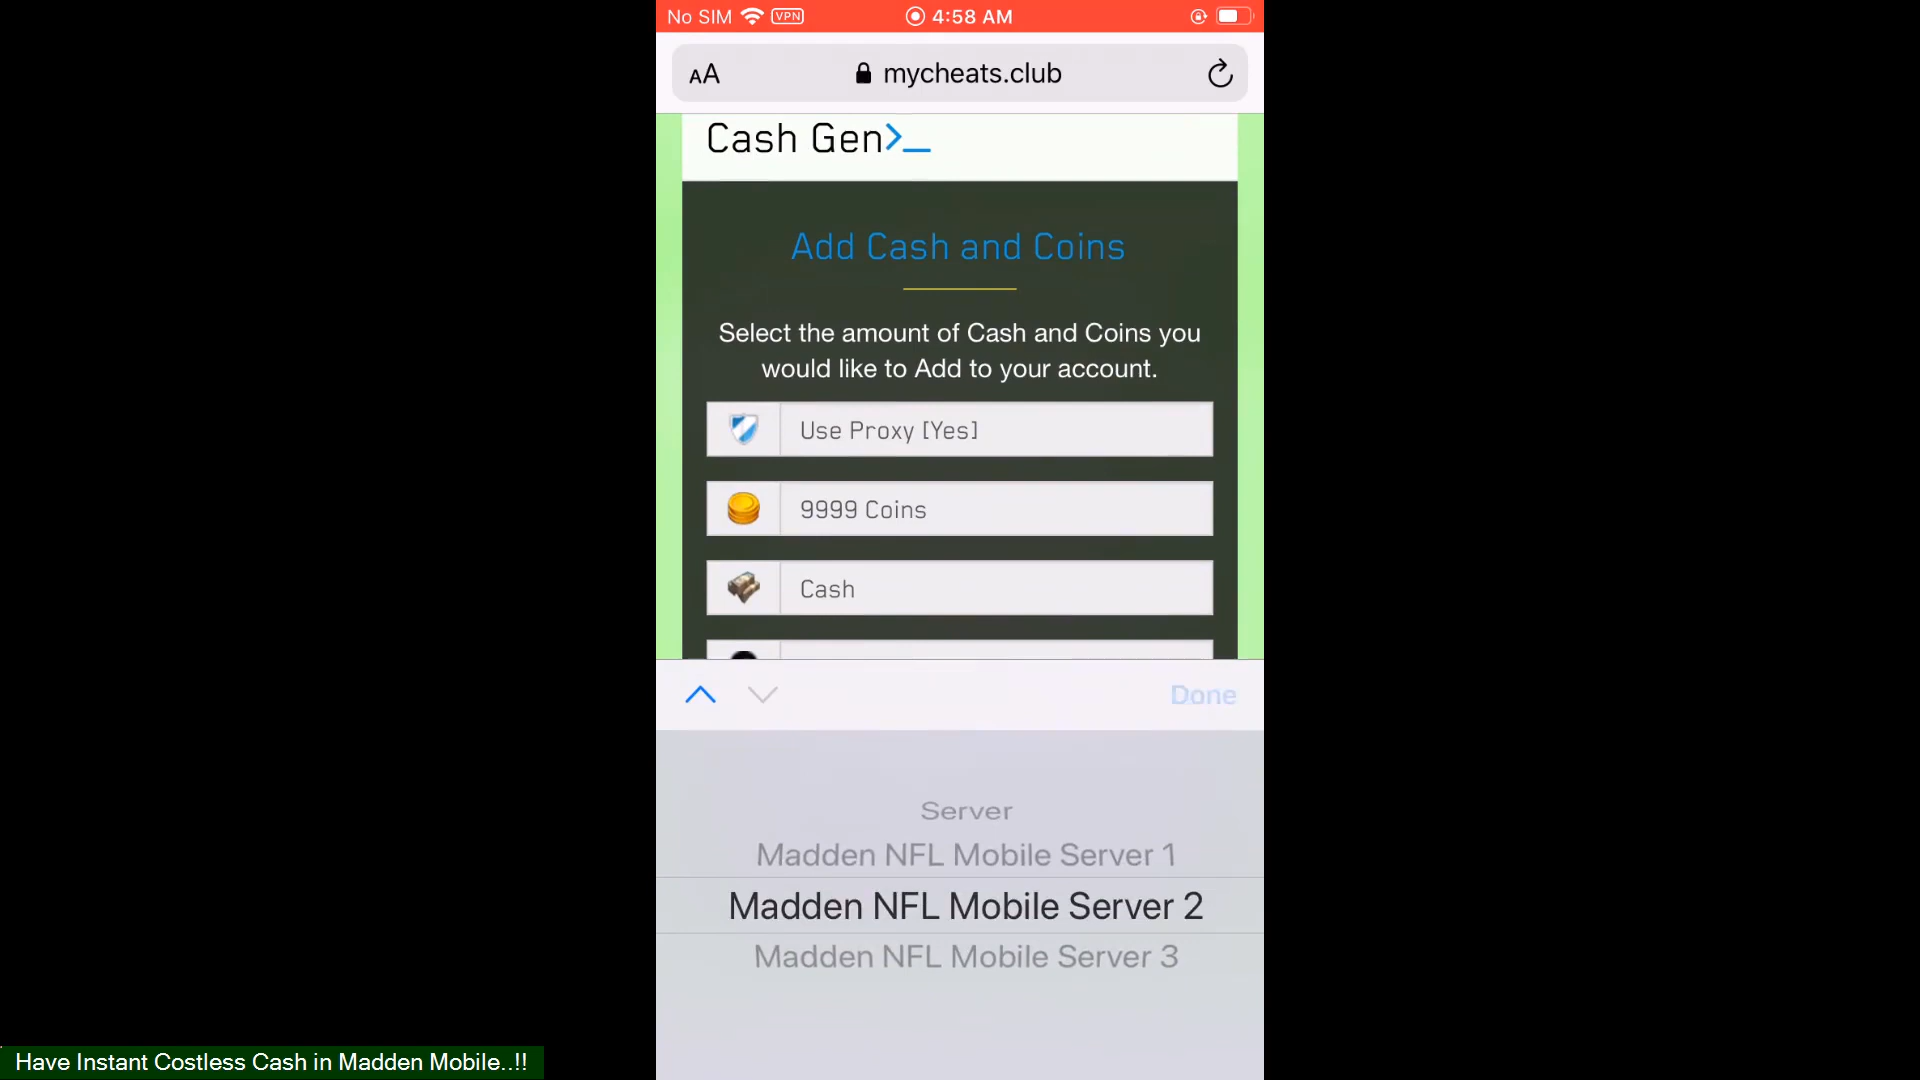 No SIM VPN 4:58 AM
AA mycheats.club
Cash Gen>_
Add Cash and Coins
Select the amount of Cash and Coins you
would like to Add to your account.
Use Proxy [Yes]
9999 Coins
Cash
Done
Server
Madden NFL Mobile Server 1
Madden NFL Mobile Server 2
Madden NFL Mobile Server 3
Have Instant Costless Cash in Madden Mobile..!!